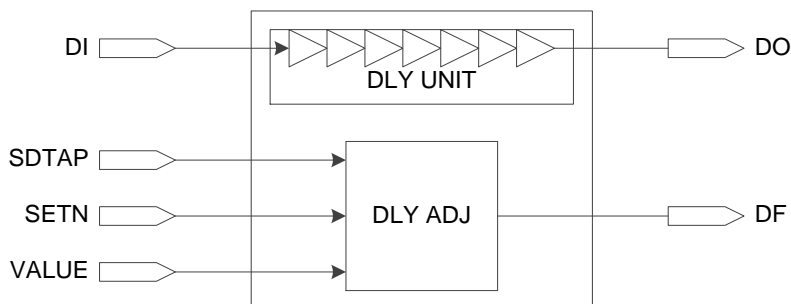 DI
DO
DLY UNIT
SDTAP
SETN
DLY ADJ
DF
VALUE